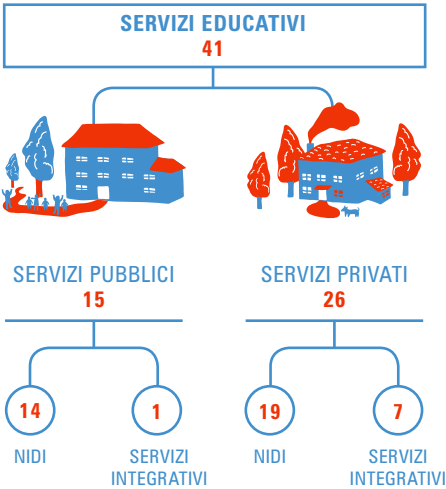 SERVIZI EDUCATIVI
41
SERVIZI PUBBLICI
15
SERVIZI PRIVATI
26
14
NIDI
1
SERVIZI
INTEGRATIVI
19
NIDI
7
SERVIZI
INTEGRATIVI